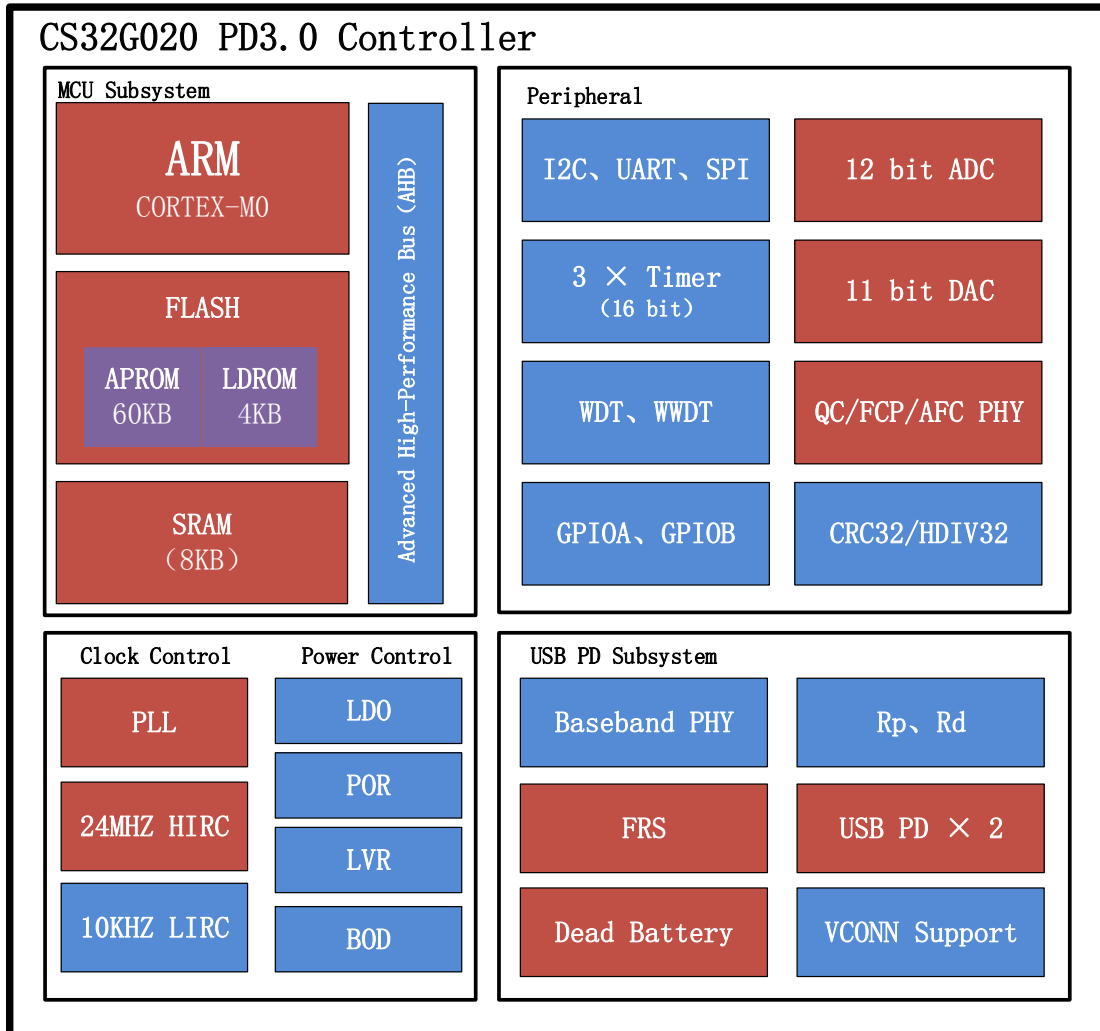 CS32G020 PD3.0 Controller
MCU Subsystem
ARM
CORTEX-M0
FLASH
APROM
60KB
LDROM
4KB
SRAM
(8KB)
Advanced High-Performance Bus (AHB)
Peripheral
I2C、UART、SPI
12 bit ADC
3 × Timer
(16 bit)
11 bit DAC
WDT、WWDT
QC/FCP/AFC PHY
GPIOA、GPIOB
CRC32/HDIV32
Clock Control
PLL
24MHZ HIRC
10KHZ LIRC
Power Control
LDO
POR
LVR
BOD
USB PD Subsystem
Baseband PHY
Rp、Rd
FRS
USB PD × 2
Dead Battery
VCONN Support